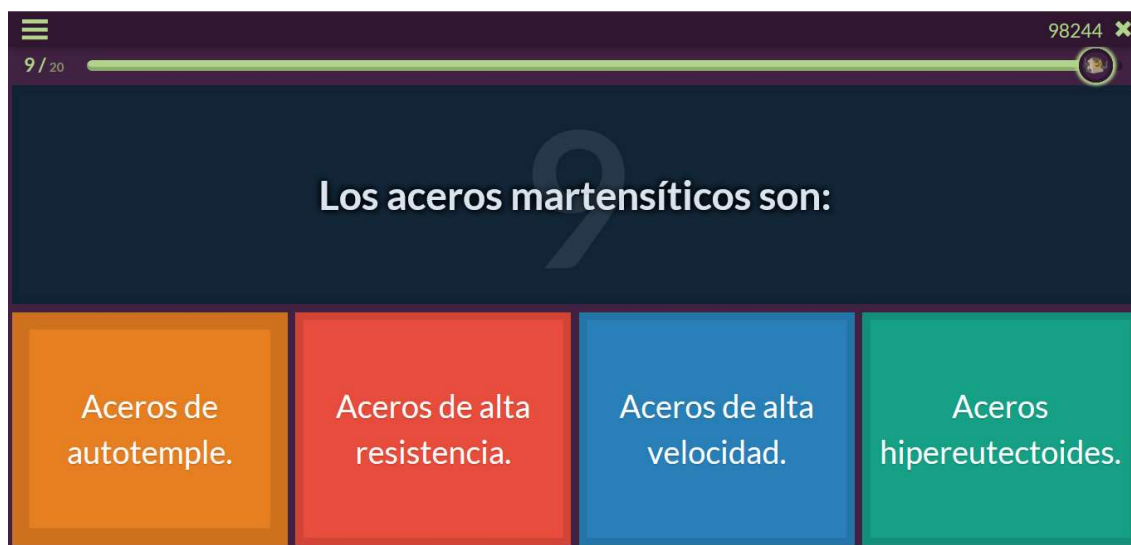 98244 ✖
9 / 20
9
Los aceros martensíticos son:
Aceros de
autotemple.
Aceros de alta
resistencia.
Aceros de alta
velocidad.
Aceros
hipereutectoides.